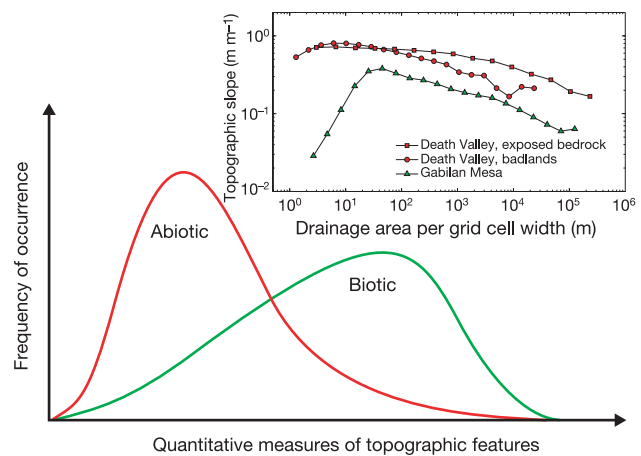 Topographic slope (m m⁻¹)
10⁰
10⁻¹
10⁻²
Death Valley, exposed bedrock
Death Valley, badlands
Gabilan Mesa
10⁰ 10¹ 10² 10³ 10⁴ 10⁵ 10⁶
Drainage area per grid cell width (m)
Frequency of occurrence
Abiotic
Biotic
Quantitative measures of topographic features